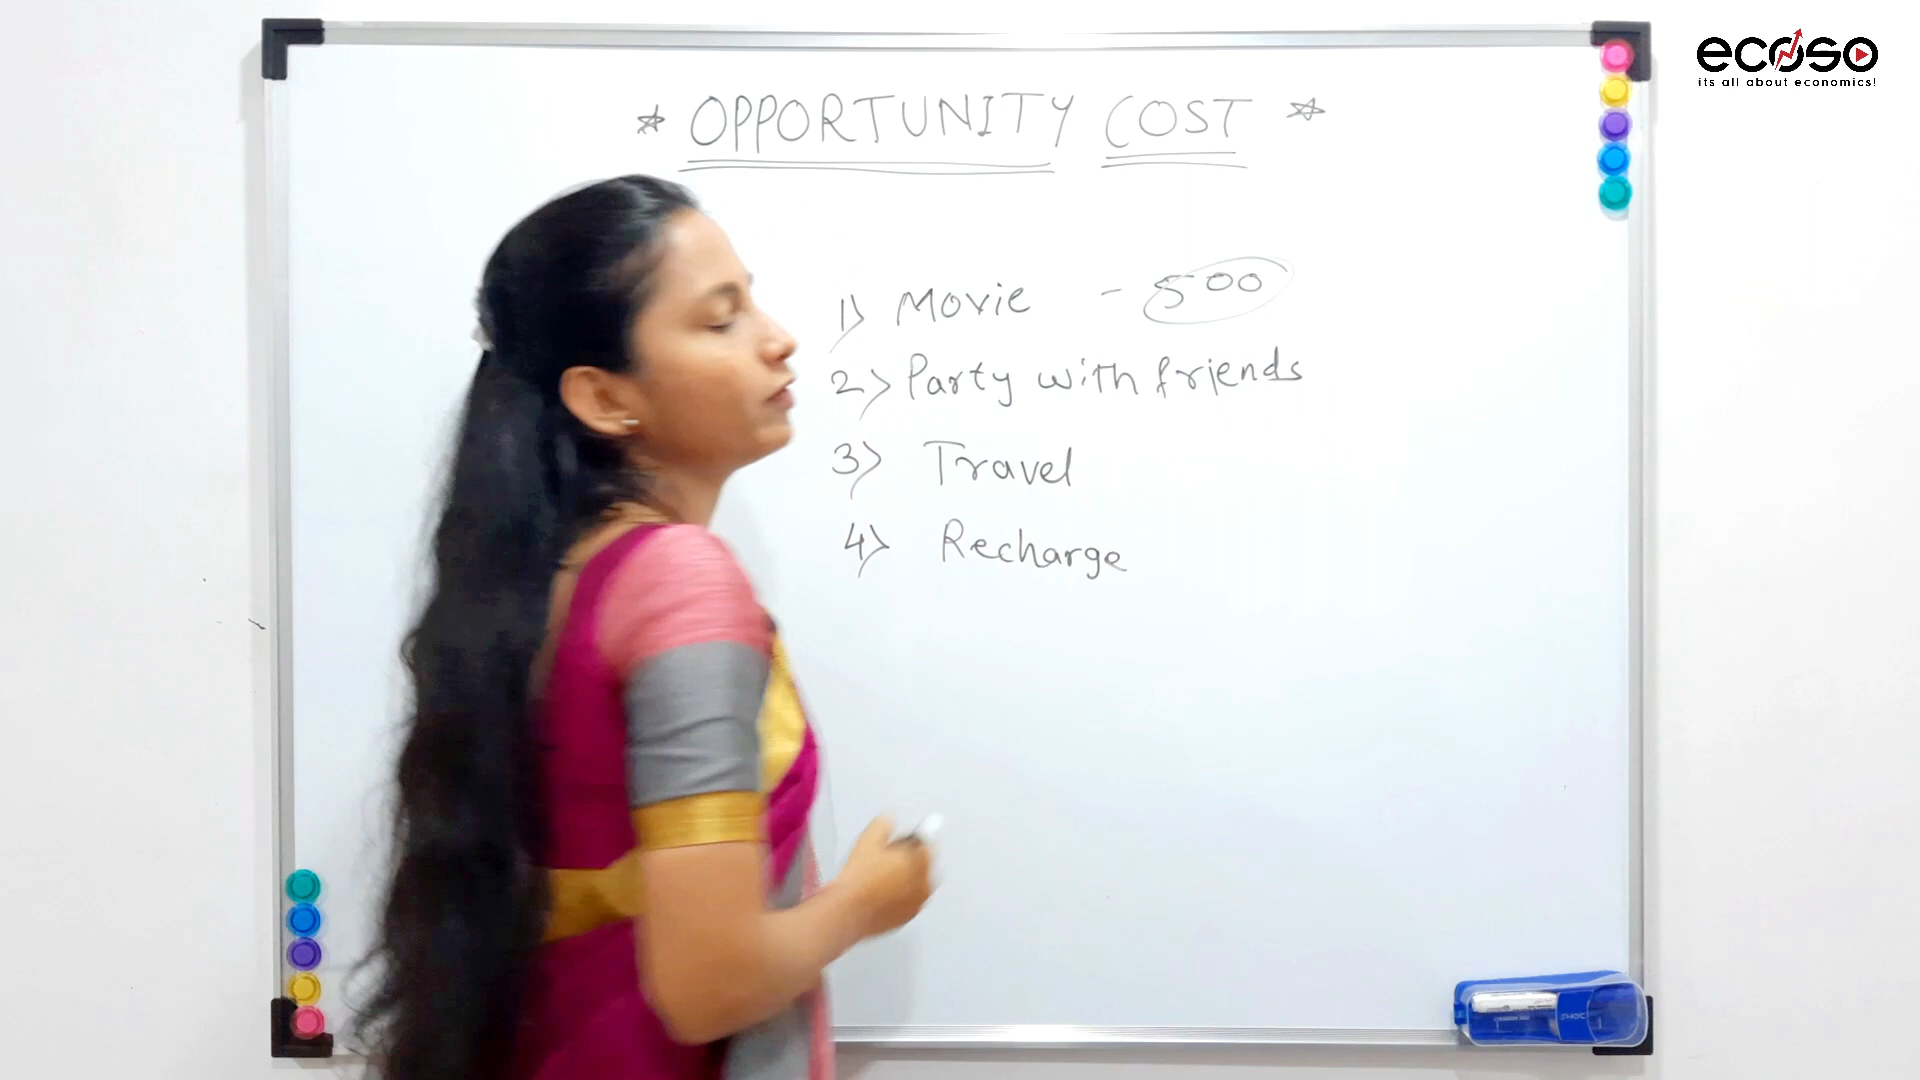 ecoso
its all about economics!
* OPPORTUNITY COST *
1) Movie - 500
2) Party with friends
3) Travel
4) Recharge